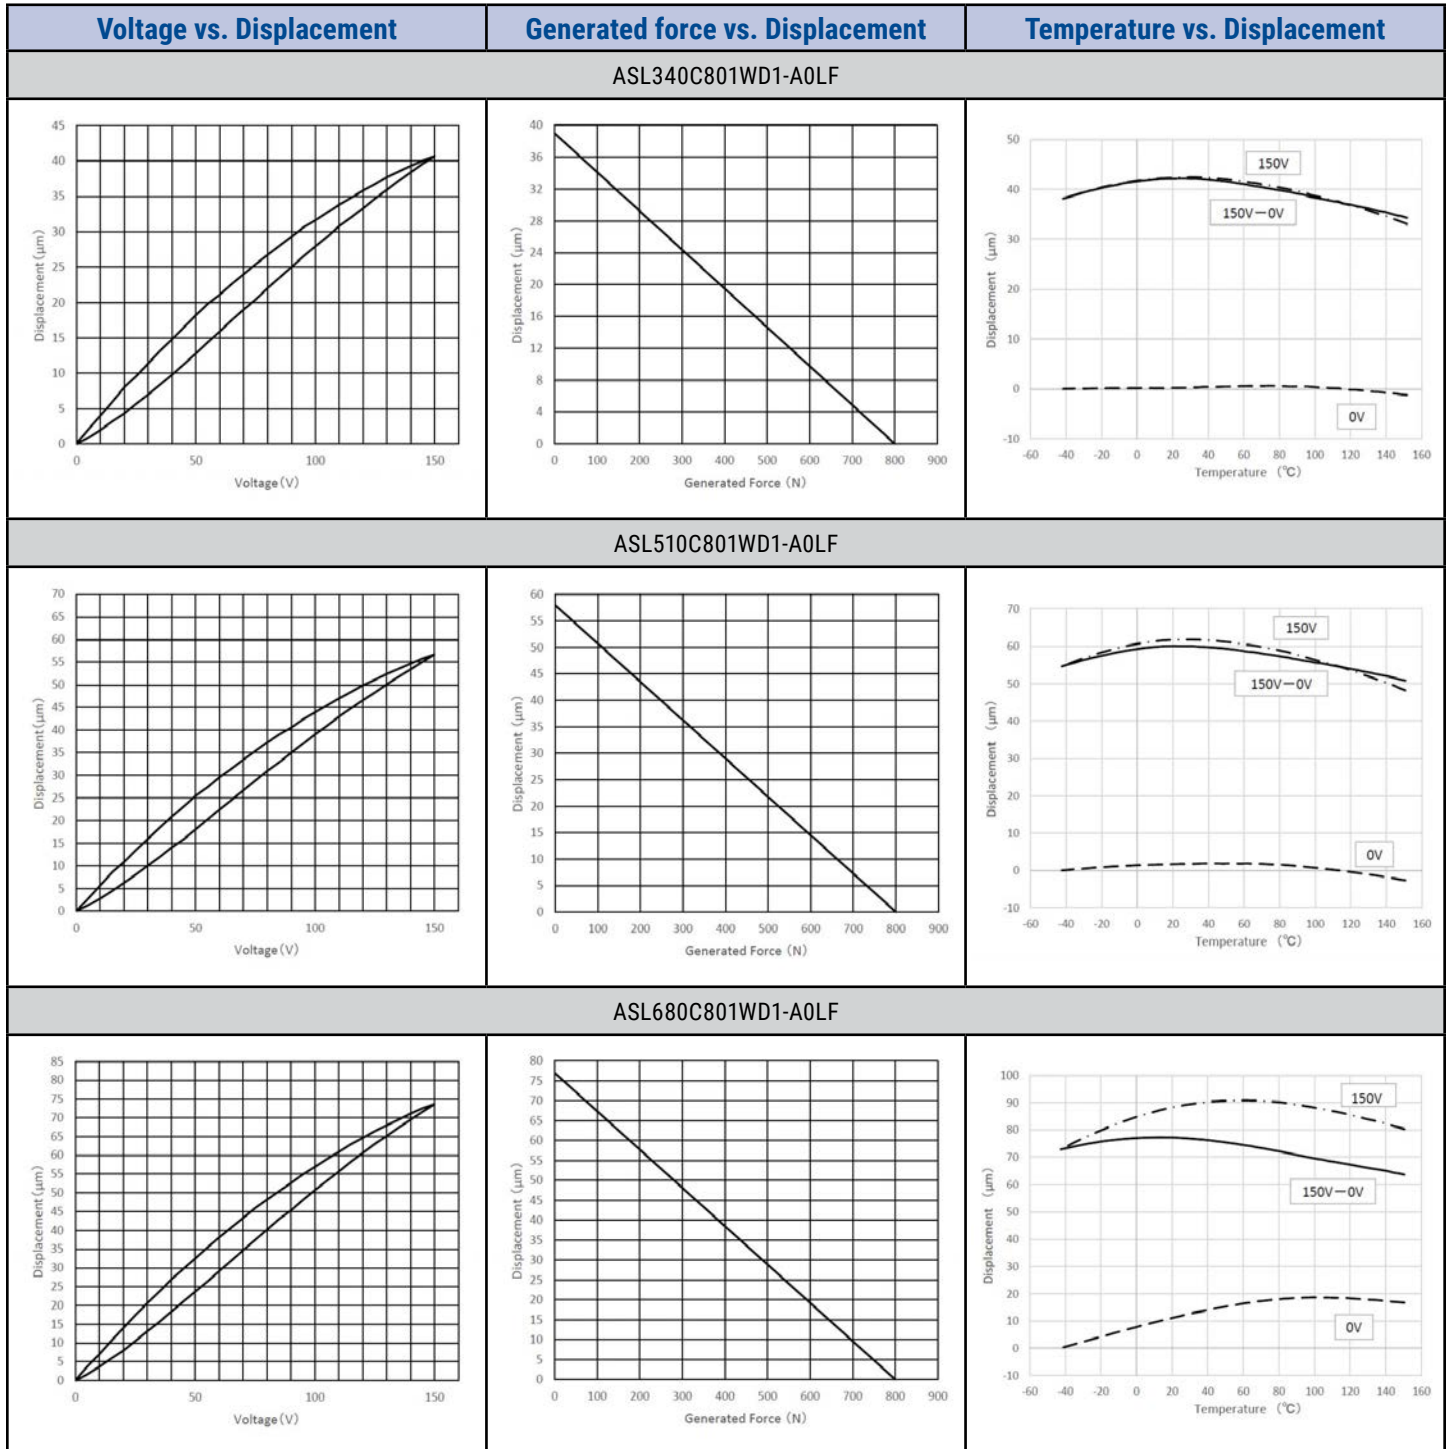 Voltage vs. Displacement
Generated force vs. Displacement
Temperature vs. Displacement
ASL340C801WD1-A0LF
45
40
35
30
25
20
15
10
5
0
Displacement (μm)
0 50 100 150
Voltage(V)
40
36
32
28
24
20
16
12
8
4
0
Displacement (μm)
0 100 200 300 400 500 600 700 800 900
Generated Force (N)
50
40
30
20
10
0
-10
Displacement (μm)
150V
150V−0V
0V
-60 -40 -20 0 20 40 60 80 100 120 140 160
Temperature (℃)
ASL510C801WD1-A0LF
70
65
60
55
50
45
40
35
30
25
20
15
10
5
0
Displacement(μm)
0 50 100 150
Voltage(V)
60
55
50
45
40
35
30
25
20
15
10
5
0
Displacement (μm)
0 100 200 300 400 500 600 700 800 900
Generated Force (N)
70
60
50
40
30
20
10
0
-10
Displacement (μm)
150V
150V−0V
0V
-60 -40 -20 0 20 40 60 80 100 120 140 160
Temperature (℃)
ASL680C801WD1-A0LF
85
80
75
70
65
60
55
50
45
40
35
30
25
20
15
10
5
0
Displacement(μm)
0 50 100 150
Voltage(V)
80
75
70
65
60
55
50
45
40
35
30
25
20
15
10
5
0
Displacement (μm)
0 100 200 300 400 500 600 700 800 900
Generated Force (N)
100
90
80
70
60
50
40
30
20
10
0
-10
Displacement (μm)
150V
150V−0V
0V
-60 -40 -20 0 20 40 60 80 100 120 140 160
Temperature (℃)